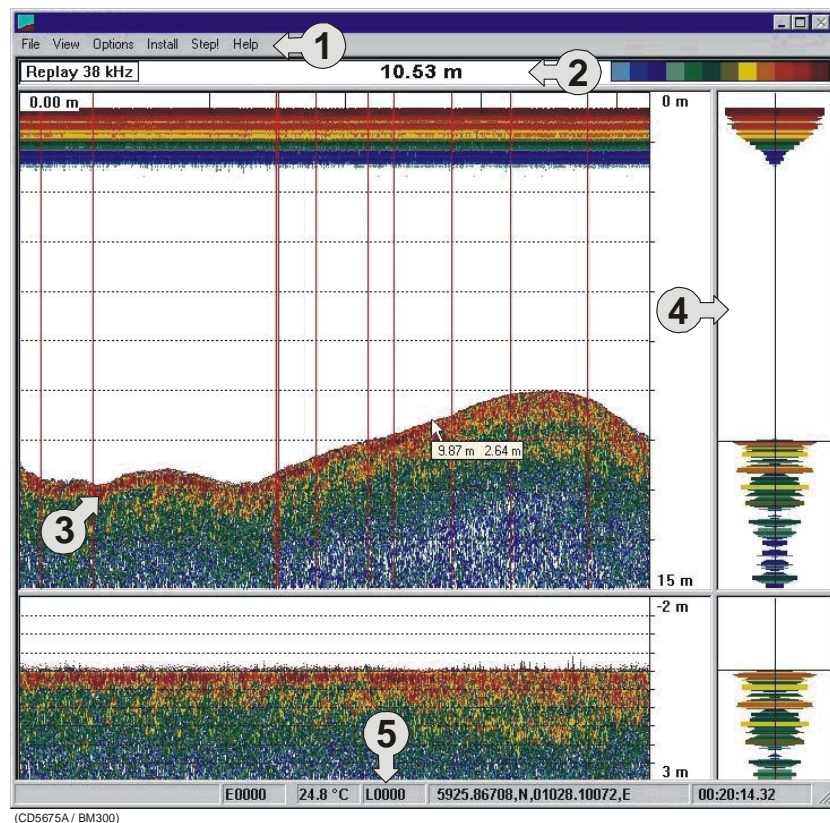 File View Options Install Step! Help
1
Replay 38 kHz
10.53 m
2
0.00 m
0 m
4
9.87 m 2.64 m
3
15 m
-2 m
5
3 m
E0000 24.8 °C L0000 5925.86708,N,01028.10072,E 00:20:14.32
(CD5675A / BM300)